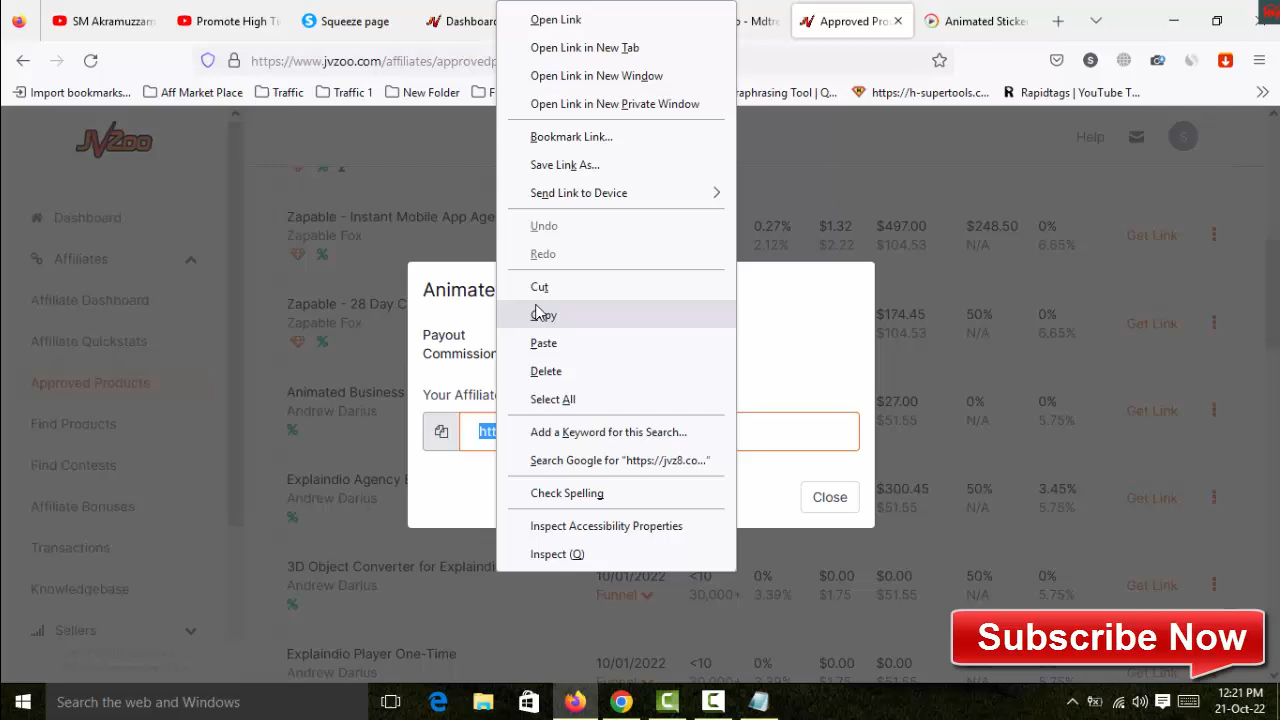 SM Akramuzzam
Promote High Ti
Squeeze page
Dashboard
o - Mdtre
Approved Pro
Animated Sticke
https://www.jvzoo.com/affiliates/approvedp
Import bookmarks...
Aff Market Place
Traffic
Traffic 1
New Folder
F
araphrasing Tool | Q...
https://h-supertools.c...
Rapidtags | YouTube T...
JVZoo
Help
S
Dashboard
Affiliates
Affiliate Dashboard
Affiliate Quickstats
Approved Products
Find Products
Find Contests
Affiliate Bonuses
Transactions
Knowledgebase
Sellers
Zapable - Instant Mobile App Age
Zapable Fox
0.27% $1.32 $497.00 $248.50 0%
2.12% $2.22 $104.53 N/A 6.65%
Get Link
Zapable - 28 Day C
Zapable Fox
$174.45 50% 0%
$104.53 N/A 6.65%
Get Link
Animated Business
Andrew Darius
$27.00 0% 0%
$51.55 N/A 5.75%
Get Link
Explaindio Agency E
Andrew Darius
$300.45 50% 3.45%
$51.55 N/A 5.75%
Get Link
3D Object Converter for Explaindi
Andrew Darius
10/01/2022 <10 0% $0.00 $0.00 50% 0%
Funnel 30,000+ 3.39% $1.75 $51.55 N/A 5.75%
Get Link
Explaindio Player One-Time
<10 0% $0.00 $0.00
Animate
Payout
Commission
Your Affiliate
htt
Close
Open Link
Open Link in New Tab
Open Link in New Window
Open Link in New Private Window
Bookmark Link...
Save Link As...
Send Link to Device
Undo
Redo
Cut
Copy
Paste
Delete
Select All
Add a Keyword for this Search...
Search Google for "https://jvz8.co..."
Check Spelling
Inspect Accessibility Properties
Inspect (Q)
Subscribe Now
Search the web and Windows
12:21 PM
21-Oct-22